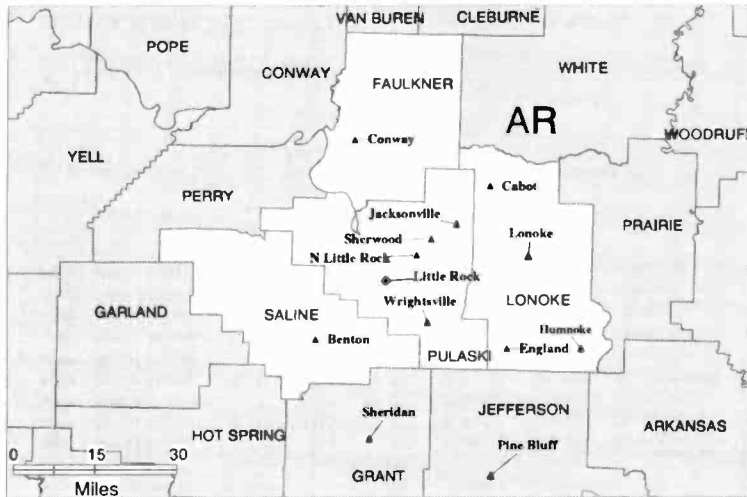 VAN BUREN
CLEBURNE
POPE
CONWAY
FAULKNER
WHITE
AR
Conway
WOODRUFF
YELL
Cabot
PERRY
Jacksonville
PRAIRIE
Sherwood
Lonoke
N Little Rock
Little Rock
GARLAND
SALINE
Wrightsville
LONOKE
Humnoke
Benton
England
PULASKI
Sheridan
JEFFERSON
HOT SPRING
ARKANSAS
Pine Bluff
GRANT
0 15 30
Miles